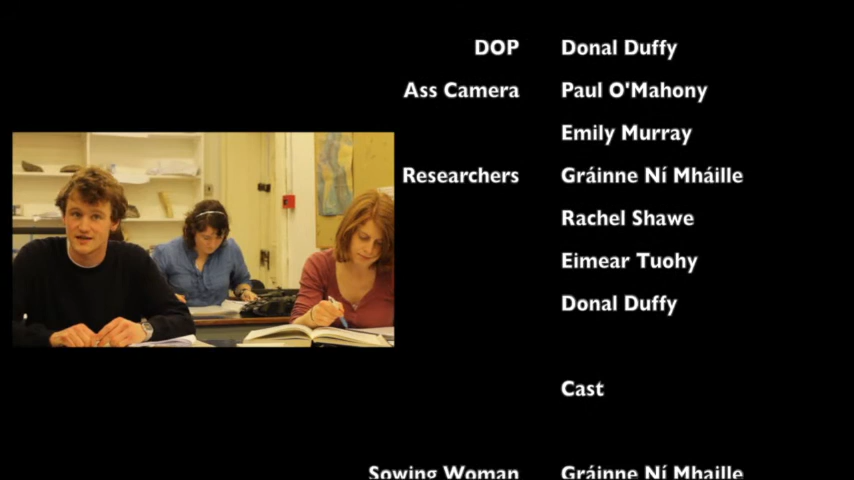 DOP Donal Duffy
Ass Camera Paul O'Mahony
Emily Murray
Researchers Gráinne Ní Mháille
Rachel Shawe
Eimear Tuohy
Donal Duffy
Cast
Sowing Woman Gráinne Ní Mhaille